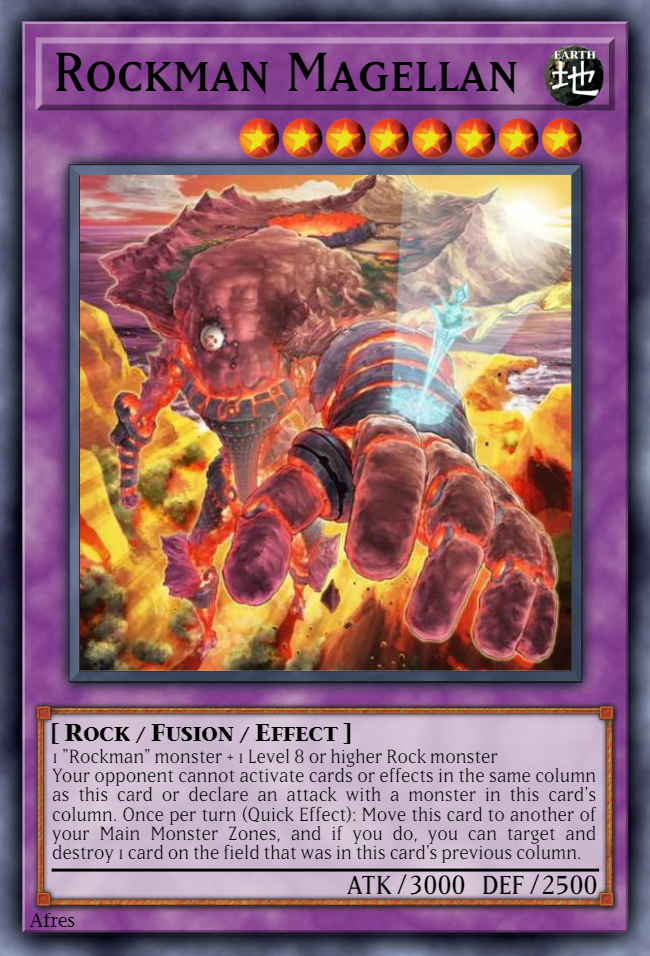 Rockman Magellan
EARTH
地
[ Rock / Fusion / Effect ]
1 "Rockman" monster + 1 Level 8 or higher Rock monster
Your opponent cannot activate cards or effects in the same column
as this card or declare an attack with a monster in this card's
column. Once per turn (Quick Effect): Move this card to another of
your Main Monster Zones, and if you do, you can target and
destroy 1 card on the field that was in this card's previous column.
ATK/3000 DEF/2500
Afres